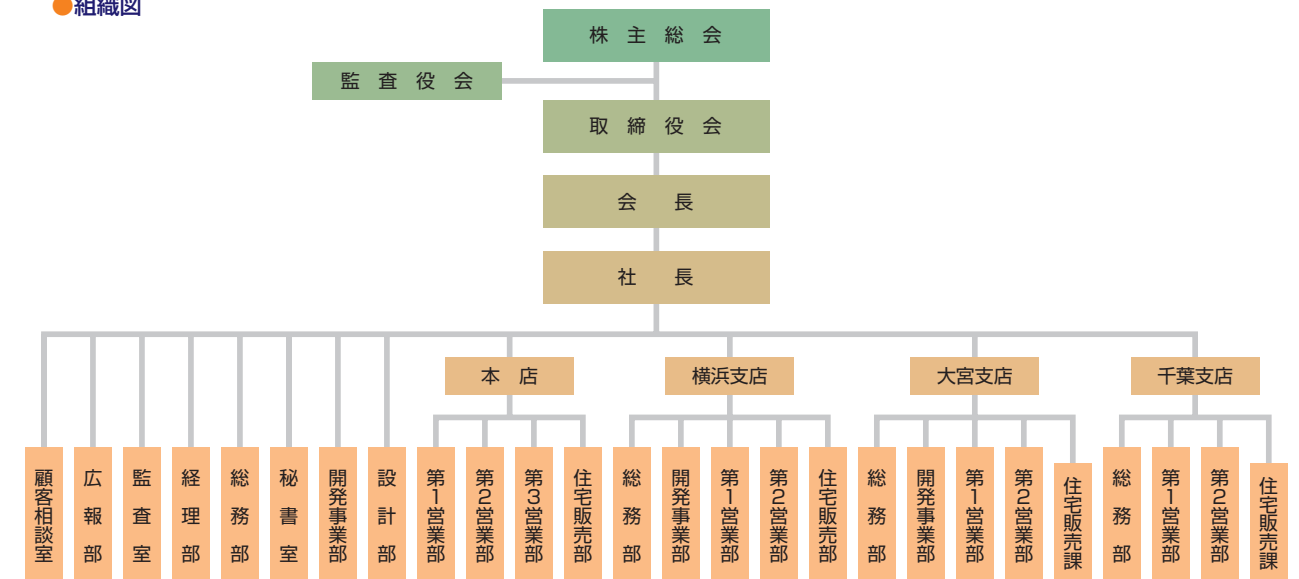 ●組織図
株主総会
監査役会
取締役会
会長
社長
本店
横浜支店
大宮支店
千葉支店
顧客相談室
広報部
監査室
経理部
総務部
秘書室
開発事業部
設計部
第1営業部
第2営業部
第3営業部
住宅販売部
総務部
開発事業部
第1営業部
第2営業部
住宅販売部
総務部
開発事業部
第1営業部
第2営業部
住宅販売課
総務部
第1営業部
第2営業部
住宅販売課